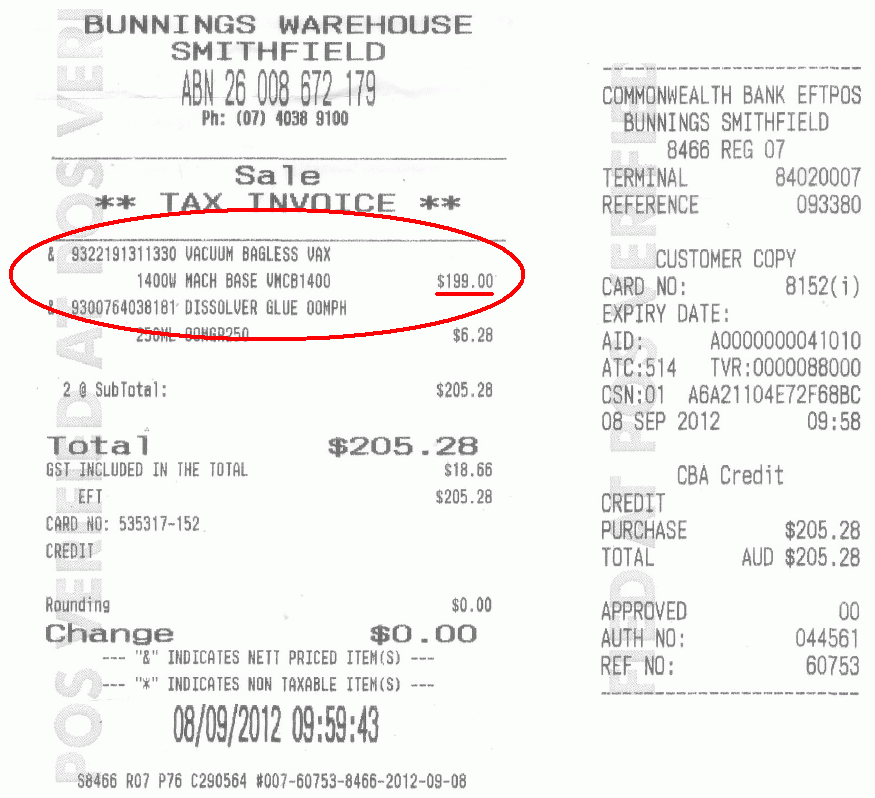 BUNNINGS WAREHOUSE
SMITHFIELD
ABN 26 008 672 179
Ph: (07) 4038 9100
Sale
** TAX INVOICE **
& 9322191311330 VACUUM BAGLESS VAX
1400W MACH BASE VMCB1400 $199.00
& 9300764038181 DISSOLVER GLUE OOMPH
250ML OOMGR250 $6.28
2 @ SubTotal: $205.28
Total $205.28
GST INCLUDED IN THE TOTAL $18.66
EFT $205.28
CARD NO: 535317-152
CREDIT
Rounding $0.00
Change $0.00
--- "&" INDICATES NETT PRICED ITEM(S) ---
--- "*" INDICATES NON TAXABLE ITEM(S) ---
08/09/2012 09:59:43
S8466 R07 P76 C290564 #007-60753-8466-2012-09-08
COMMONWEALTH BANK EFTPOS
BUNNINGS SMITHFIELD
8466 REG 07
TERMINAL 84020007
REFERENCE 093380
CUSTOMER COPY
CARD NO: 8152(i)
EXPIRY DATE:
AID: A0000000041010
ATC:514 TVR:0000088000
CSN:01 A6A21104E72F68BC
08 SEP 2012 09:58
CBA Credit
CREDIT
PURCHASE $205.28
TOTAL AUD $205.28
APPROVED 00
AUTH NO: 044561
REF NO: 60753